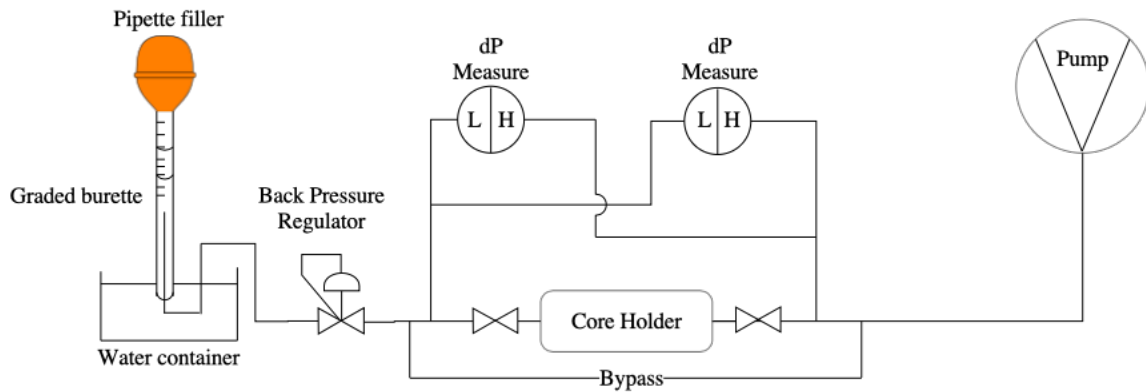 Pipette filler
dP
Measure
dP
Measure
Pump
L H
L H
Graded burette
Back Pressure
Regulator
Core Holder
Water container
Bypass